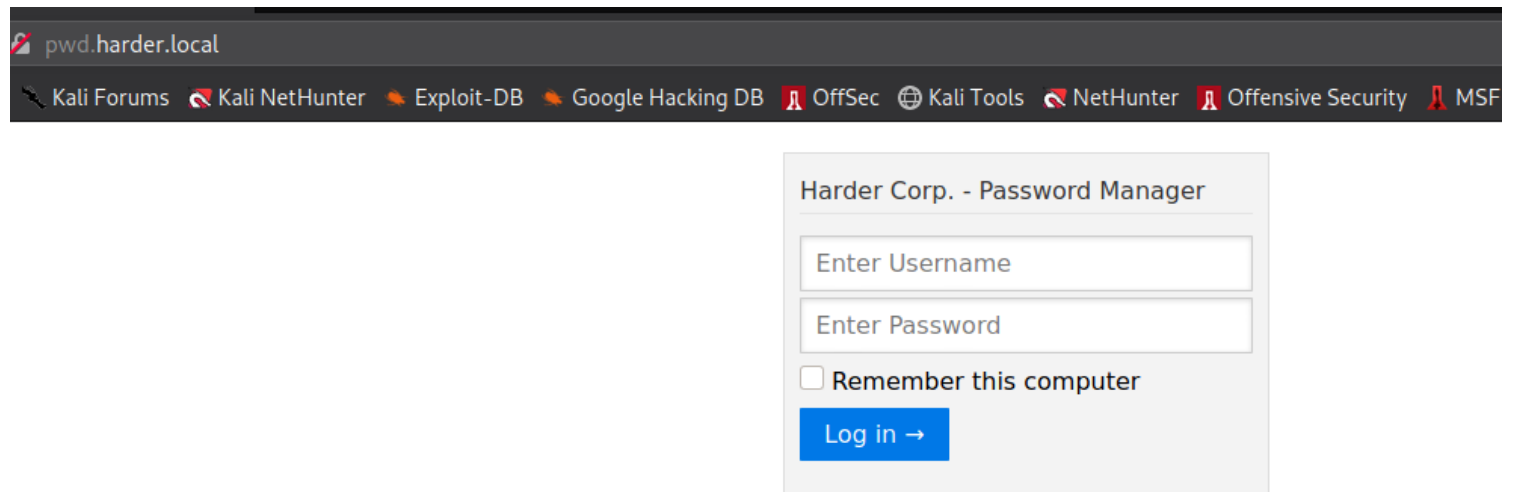 pwd.harder.local
Kali Forums Kali NetHunter Exploit-DB Google Hacking DB OffSec Kali Tools NetHunter Offensive Security MSF
Harder Corp. - Password Manager
Enter Username
Enter Password
Remember this computer
Log in →